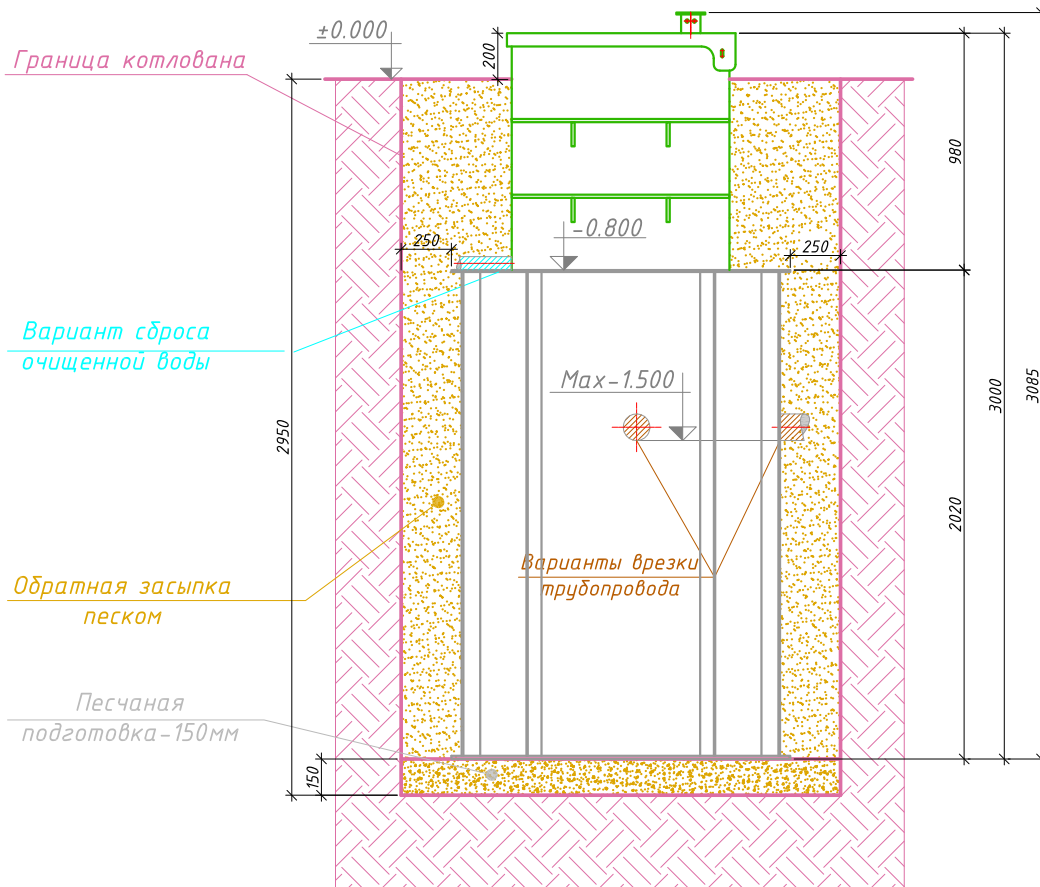 ±0.000
Граница котлована
200
980
-0.800
250
250
Вариант сброса
очищенной воды
Max-1.500
3000
3085
2950
2020
Варианты врезки
трубопровода
Обратная засыпка
песком
Песчаная
подготовка-150мм
150